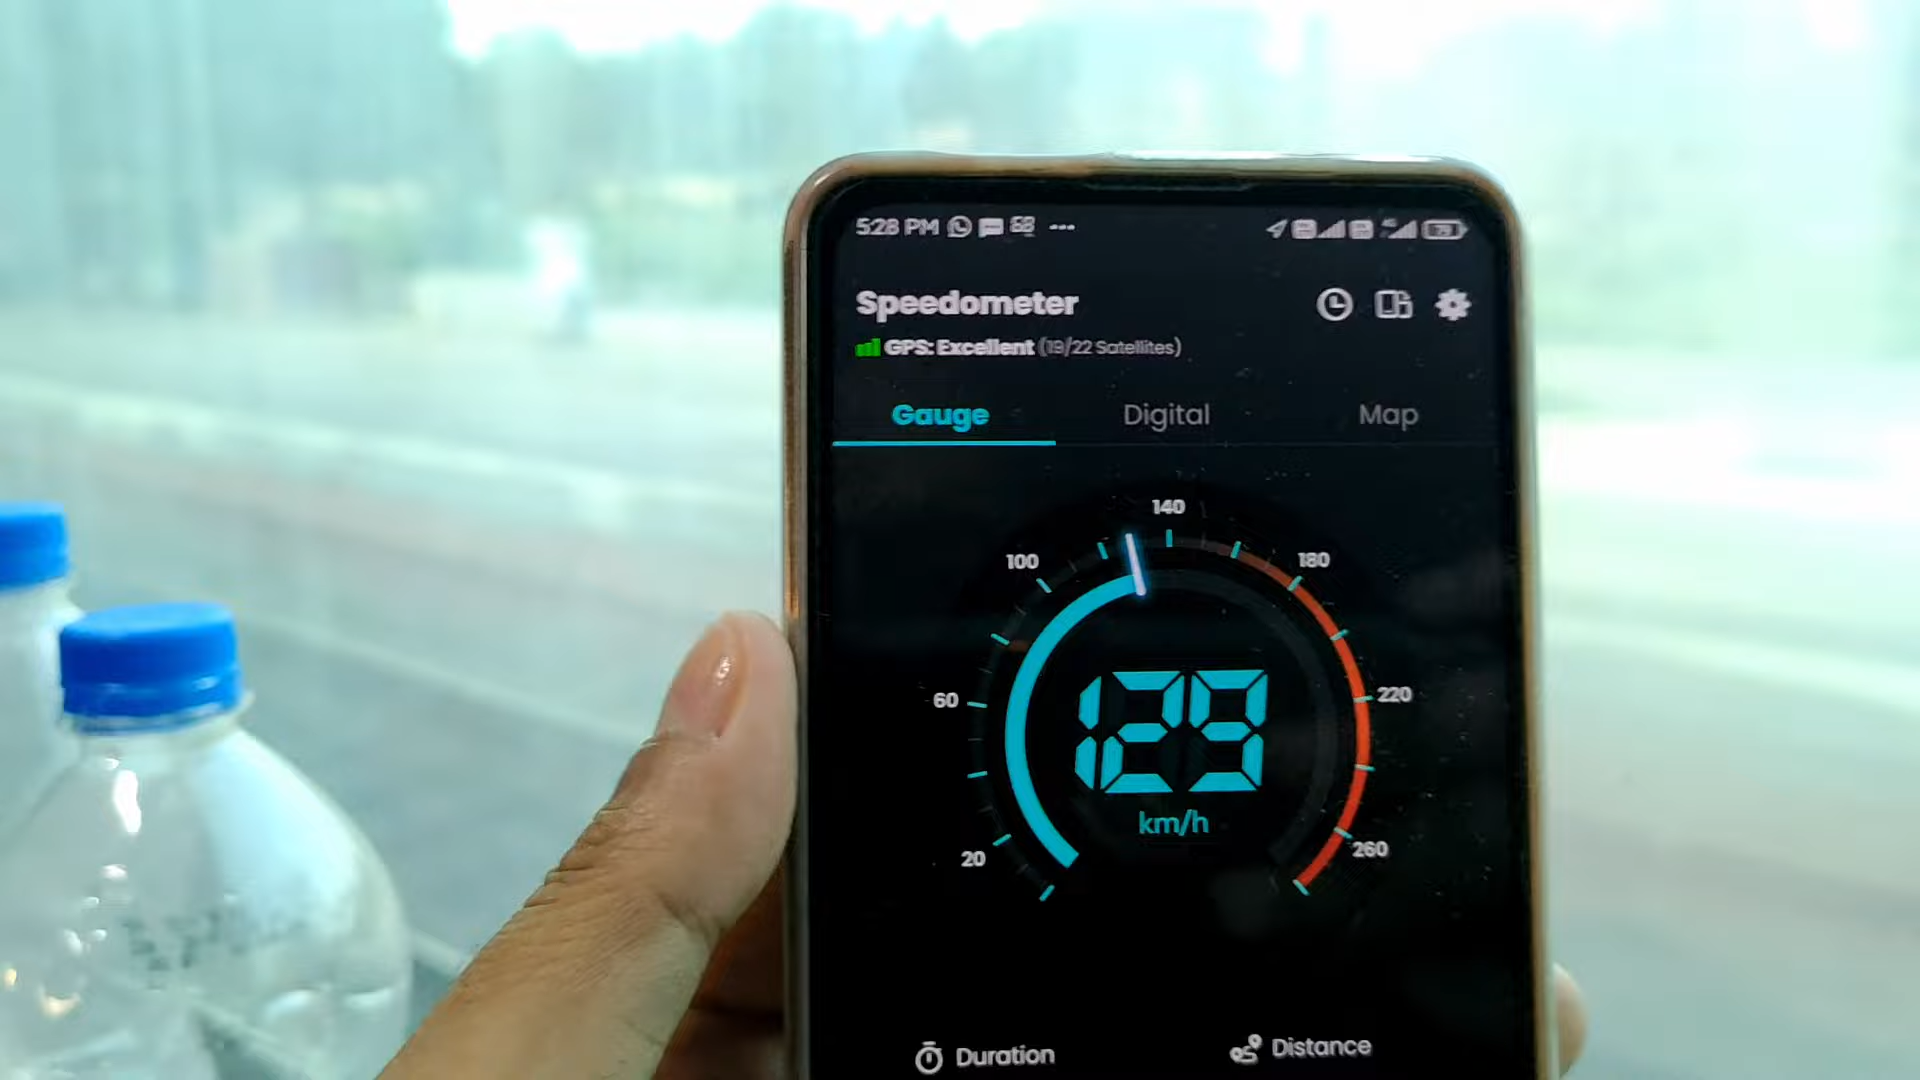 5:28 PM
79
Speedometer
GPS: Excellent (19/22 Satellites)
Gauge Digital Map
140
100 180
60 220
129
km/h
20 260
Duration Distance